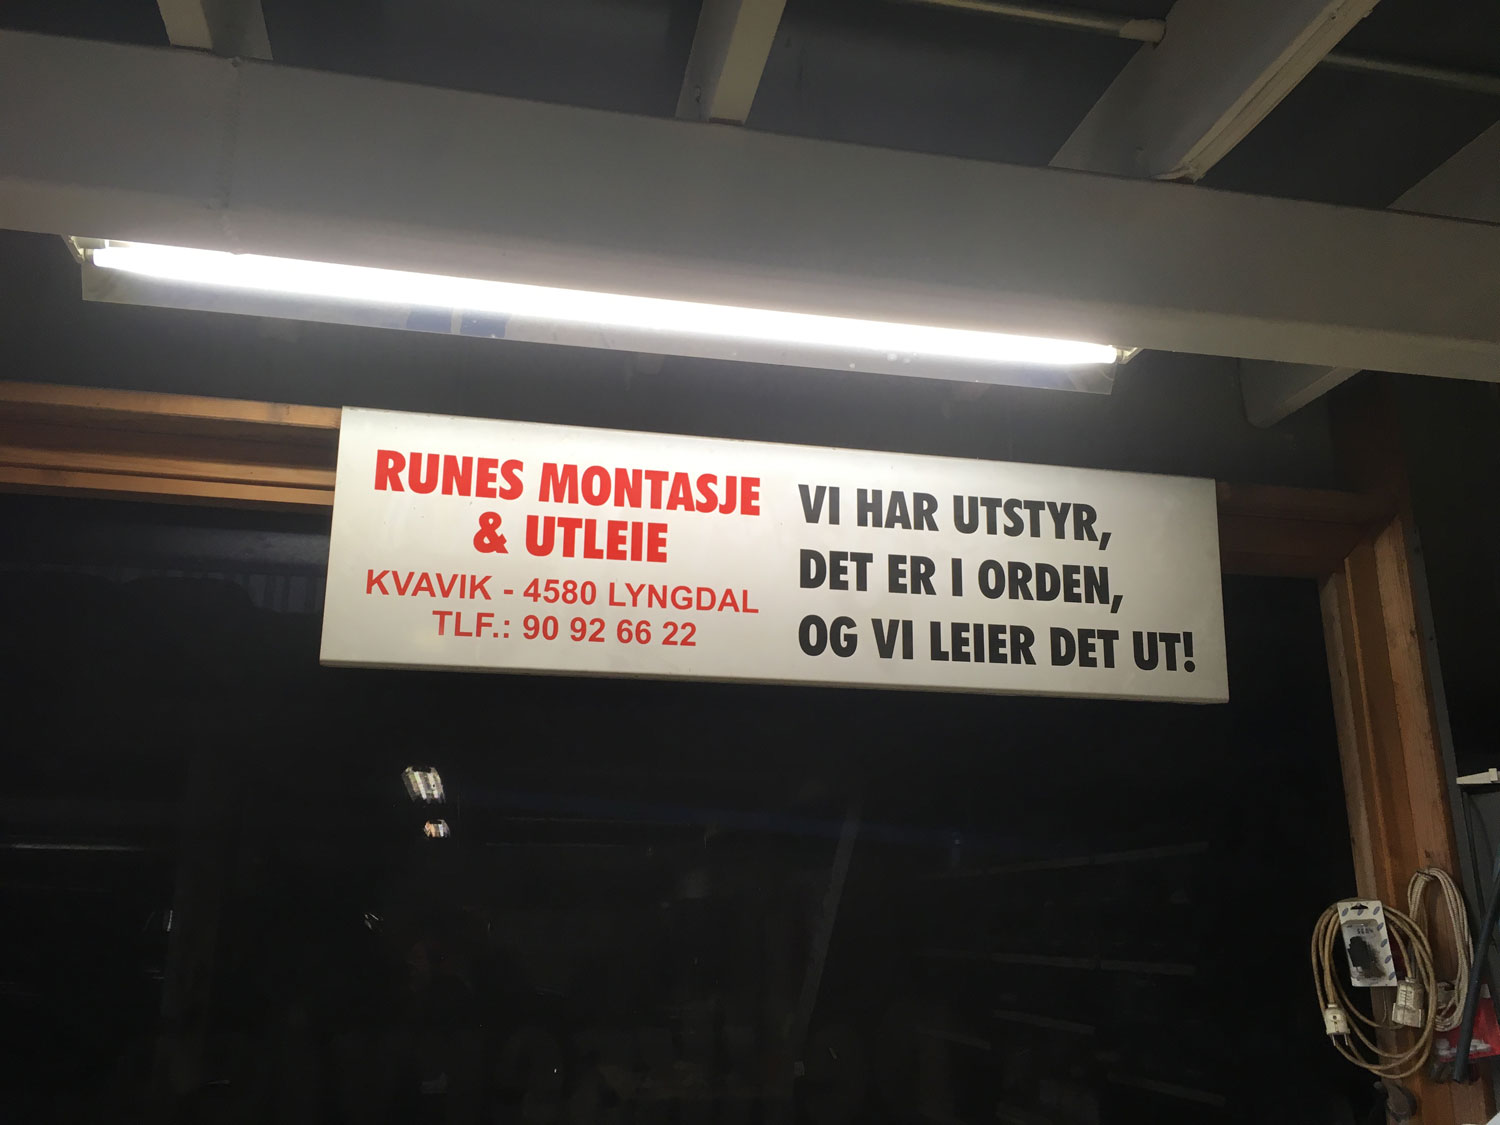 RUNES MONTASJE
& UTLEIE
KVAVIK - 4580 LYNGDAL
TLF.: 90 92 66 22
VI HAR UTSTYR,
DET ER I ORDEN,
OG VI LEIER DET UT!